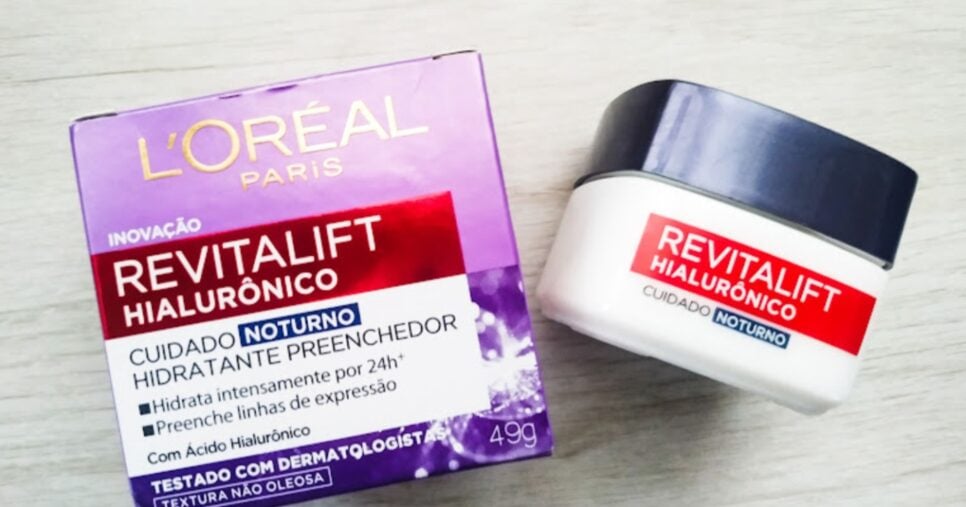 L'ORÉAL
PARIS
INOVAÇÃO
REVITALIFT
HIALURÔNICO
CUIDADO NOTURNO
HIDRATANTE PREENCHEDOR
■Hidrata intensamente por 24h⁺
■Preenche linhas de expressão
Com Ácido Hialurônico
49g
TESTADO COM DERMATOLOGISTAS
TEXTURA NÃO OLEOSA
REVITALIFT
HIALURÔNICO
CUIDADO NOTURNO